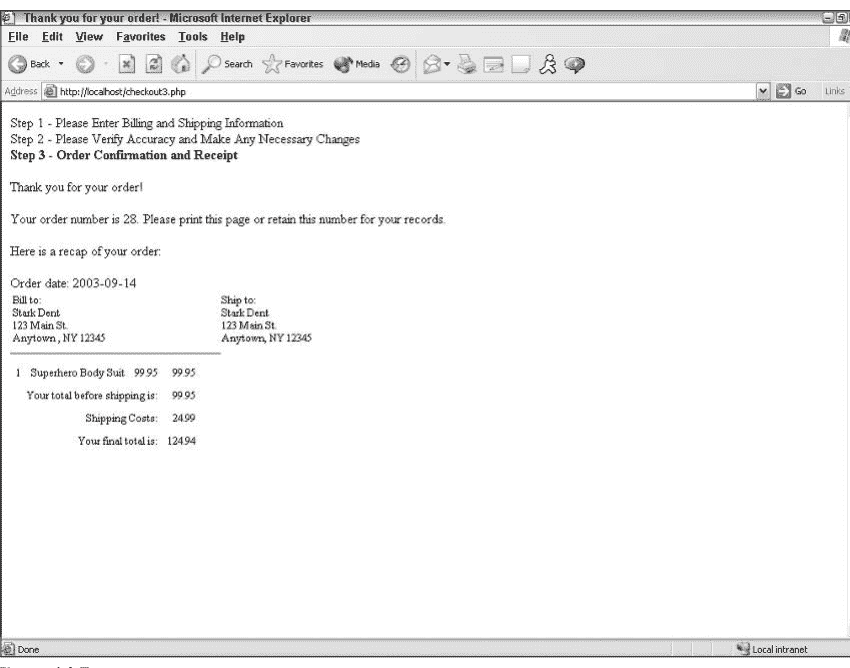 Thank you for your order! - Microsoft Internet Explorer
File Edit View Favorites Tools Help
Back Search Favorites Media
Address http://localhost/checkout3.php Go Links
Step 1 - Please Enter Billing and Shipping Information
Step 2 - Please Verify Accuracy and Make Any Necessary Changes
Step 3 - Order Confirmation and Receipt
Thank you for your order!
Your order number is 28. Please print this page or retain this number for your records.
Here is a recap of your order:
Order date: 2003-09-14
Bill to: Ship to:
Stark Dent Stark Dent
123 Main St. 123 Main St.
Anytown , NY 12345 Anytown, NY 12345
1 Superhero Body Suit 99.95 99.95
Your total before shipping is: 99.95
Shipping Costs: 24.99
Your final total is: 124.94
Done Local intranet